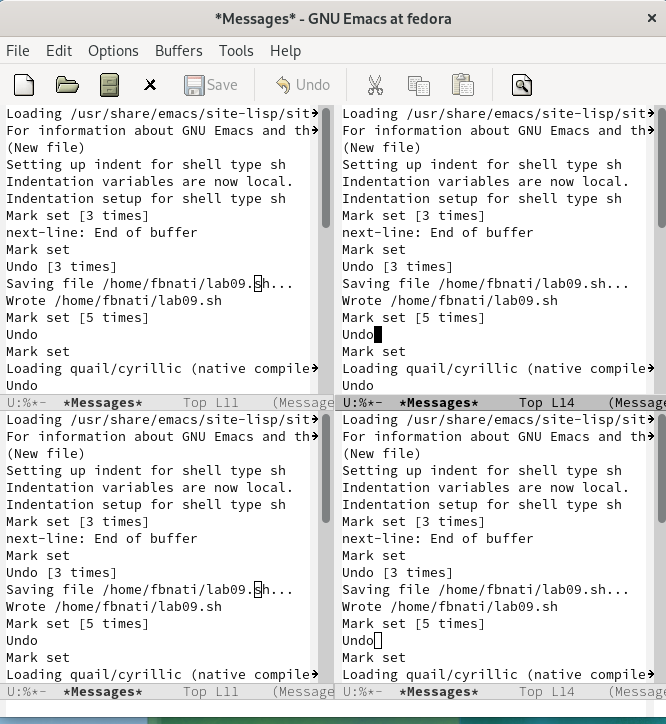 *Messages* - GNU Emacs at fedora
File Edit Options Buffers Tools Help
Save Undo
Loading /usr/share/emacs/site-lisp/sit
For information about GNU Emacs and th
(New file)
Setting up indent for shell type sh
Indentation variables are now local.
Indentation setup for shell type sh
Mark set [3 times]
next-line: End of buffer
Mark set
Undo [3 times]
Saving file /home/fbnati/lab09.sh...
Wrote /home/fbnati/lab09.sh
Mark set [5 times]
Undo
Mark set
Loading quail/cyrillic (native compile
Undo
U:%*- *Messages* Top L11 (Message
Loading /usr/share/emacs/site-lisp/sit
For information about GNU Emacs and th
(New file)
Setting up indent for shell type sh
Indentation variables are now local.
Indentation setup for shell type sh
Mark set [3 times]
next-line: End of buffer
Mark set
Undo [3 times]
Saving file /home/fbnati/lab09.sh...
Wrote /home/fbnati/lab09.sh
Mark set [5 times]
Undo
Mark set
Loading quail/cyrillic (native compile
Undo
U:%*- *Messages* Top L14 (Message
Loading /usr/share/emacs/site-lisp/sit
For information about GNU Emacs and th
(New file)
Setting up indent for shell type sh
Indentation variables are now local.
Indentation setup for shell type sh
Mark set [3 times]
next-line: End of buffer
Mark set
Undo [3 times]
Saving file /home/fbnati/lab09.sh...
Wrote /home/fbnati/lab09.sh
Mark set [5 times]
Undo
Mark set
Loading quail/cyrillic (native compile
U:%*- *Messages* Top L11 (Message
Loading /usr/share/emacs/site-lisp/sit
For information about GNU Emacs and th
(New file)
Setting up indent for shell type sh
Indentation variables are now local.
Indentation setup for shell type sh
Mark set [3 times]
next-line: End of buffer
Mark set
Undo [3 times]
Saving file /home/fbnati/lab09.sh...
Wrote /home/fbnati/lab09.sh
Mark set [5 times]
Undo
Mark set
Loading quail/cyrillic (native compile
U:%*- *Messages* Top L14 (Message